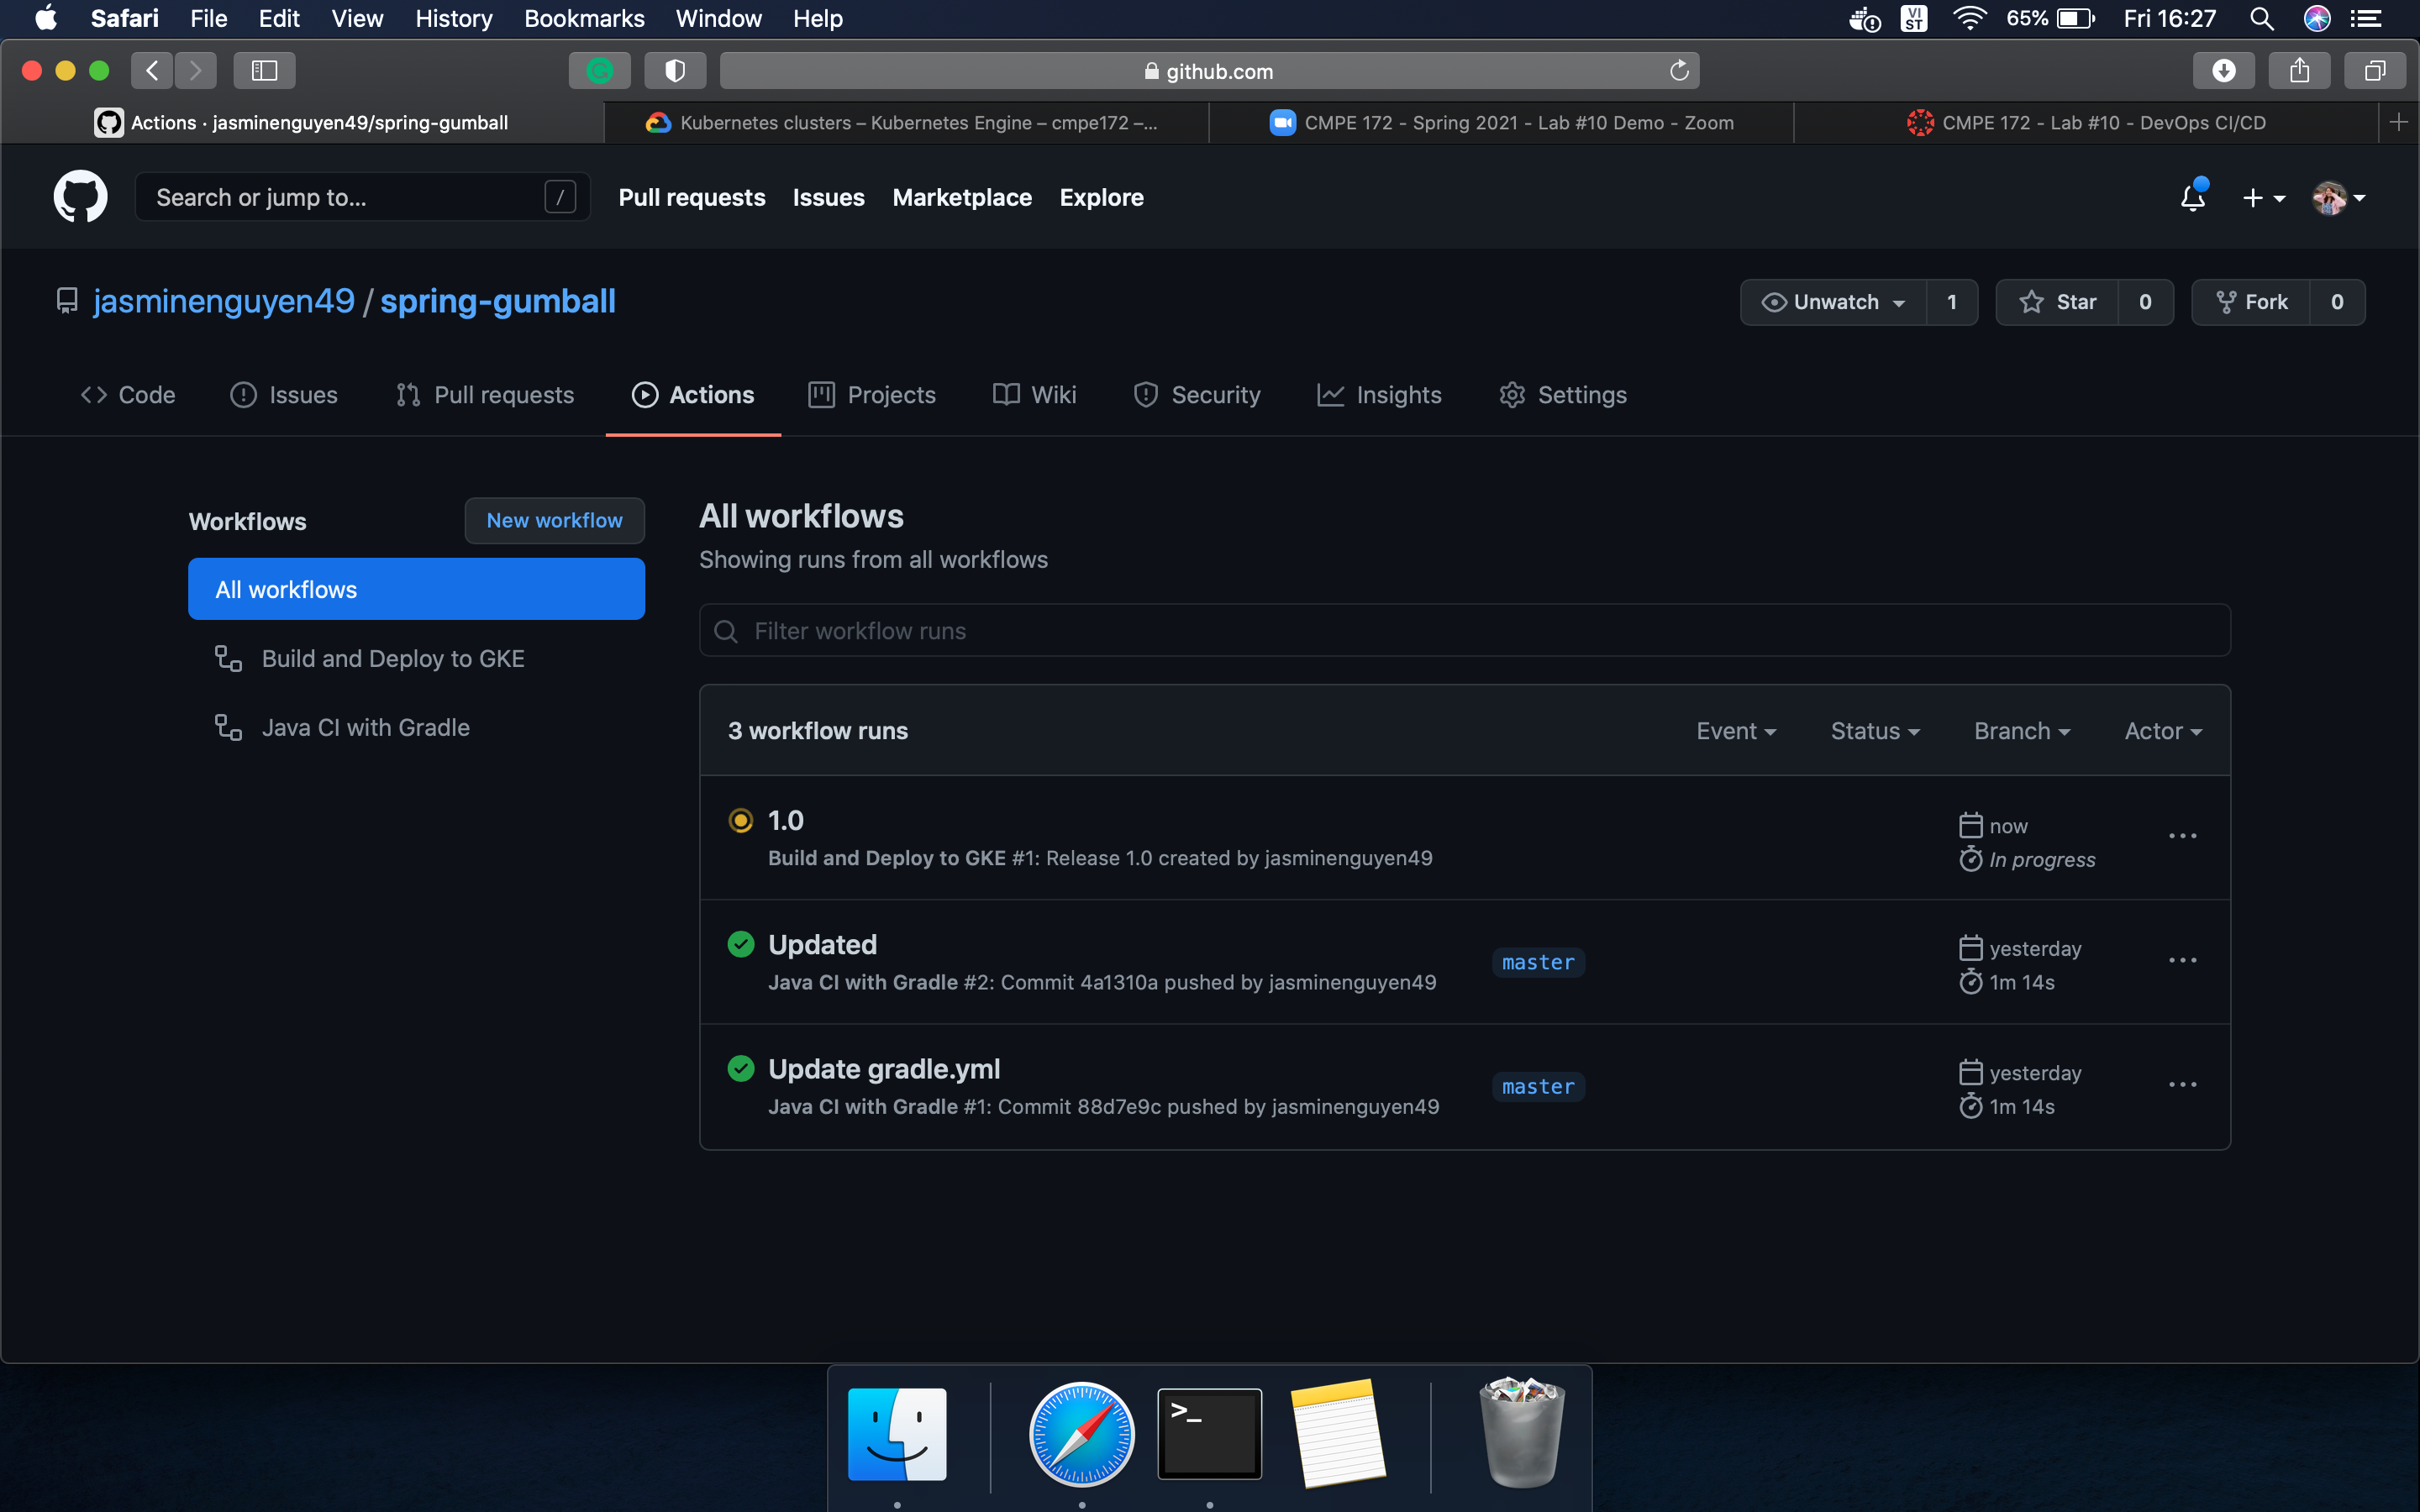 Safari File Edit View History Bookmarks Window Help VI ST 65% Fri 16:27
github.com
Actions · jasminenguyen49/spring-gumball Kubernetes clusters – Kubernetes Engine – cmpe172 –... CMPE 172 - Spring 2021 - Lab #10 Demo - Zoom CMPE 172 - Lab #10 - DevOps CI/CD
Search or jump to... / Pull requests Issues Marketplace Explore
jasminenguyen49 / spring-gumball Unwatch 1 Star 0 Fork 0
Code Issues Pull requests Actions Projects Wiki Security Insights Settings
Workflows New workflow
All workflows
Build and Deploy to GKE
Java CI with Gradle
All workflows
Showing runs from all workflows
Filter workflow runs
3 workflow runs Event Status Branch Actor
1.0 now
Build and Deploy to GKE #1: Release 1.0 created by jasminenguyen49 In progress
Updated master yesterday
Java CI with Gradle #2: Commit 4a1310a pushed by jasminenguyen49 1m 14s
Update gradle.yml master yesterday
Java CI with Gradle #1: Commit 88d7e9c pushed by jasminenguyen49 1m 14s
>_